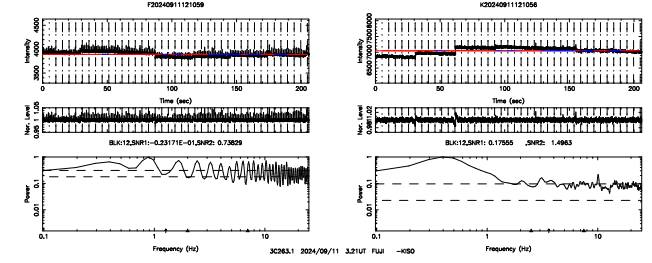 F20240911121059
K20240911121056
4500
4000
3500
Intensity
0
50
100
150
200
Time (sec)
8000
7500
7000
6500
Intensity
0
50
100
150
200
Time (sec)
1.05
1
0.95
Nor. Level
1.02
1
0.98
Nor. Level
BLK:12,SNR1:-0.23171E-01,SNR2: 0.73829
BLK:12,SNR1: 0.17555 ,SNR2: 1.4963
1
0.1
0.01
Power
0.1
1
10
Frequency (Hz)
1
0.1
0.01
Power
0.1
1
10
Frequency (Hz)
3C263.1 2024/09/11 3.21UT FUJI -KISO